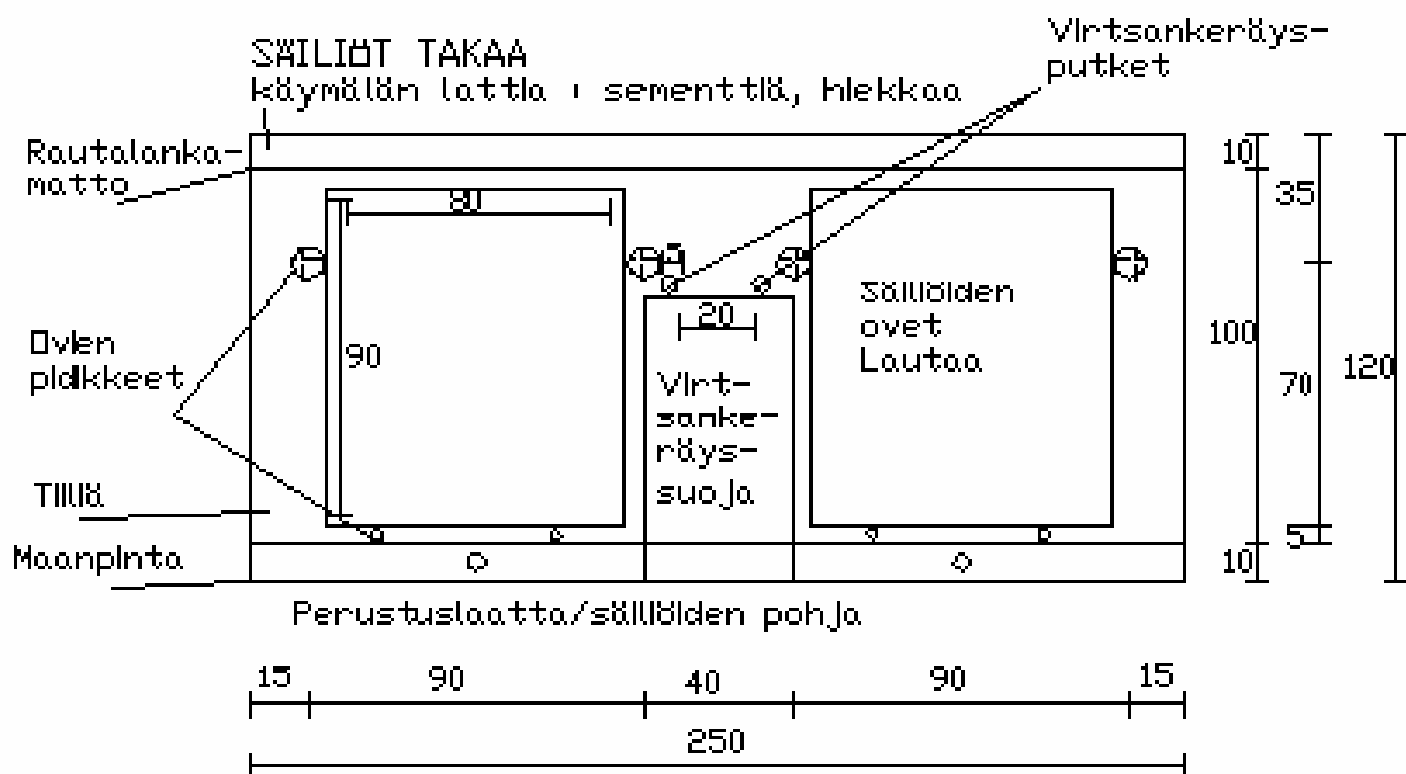 SÄILIÖT TAKAA
käymälän lattia : sementtiä, hiekkaa
Virtsankeräys-
putket
Rautalanka-
matto
10
35
80
Säiliöiden
ovet
Lautaa
20
Ovien
pidikkeet
90
100
70
120
Virt-
sanke-
räys-
suoja
Tiiliä
Maanpinta
5
10
Perustuslaatta/säiliöiden pohja
15 90 40 90 15
250